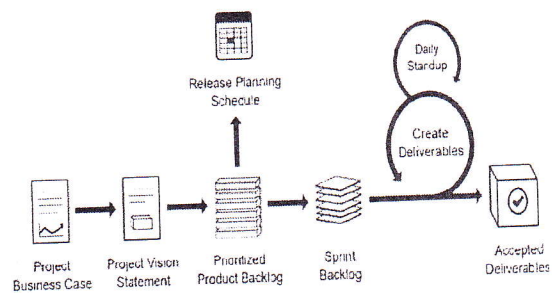 Daily
Standup
Release Planning
Schedule
Create
Deliverables
Project
Business Case
Project Vision
Statement
Prioritized
Product Backlog
Sprint
Backlog
Accepted
Deliverables